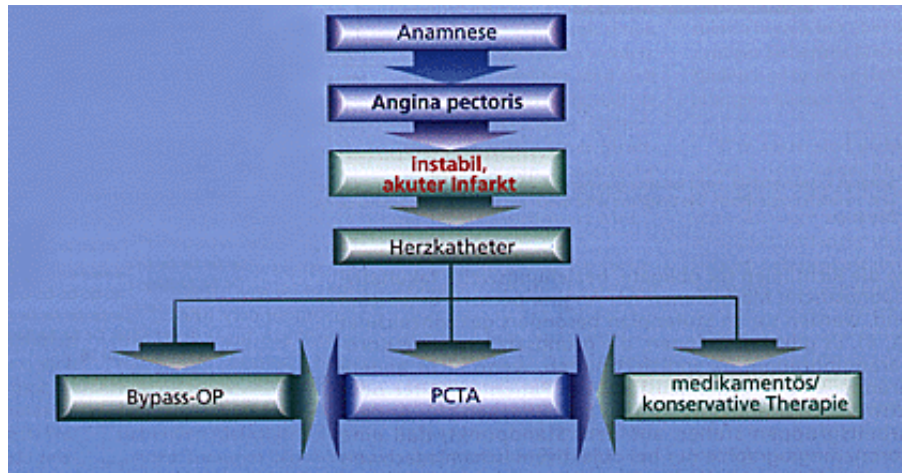 Anamnese
Angina pectoris
instabil,
akuter Infarkt
Herzkatheter
Bypass-OP
PCTA
medikamentös/
konservative Therapie